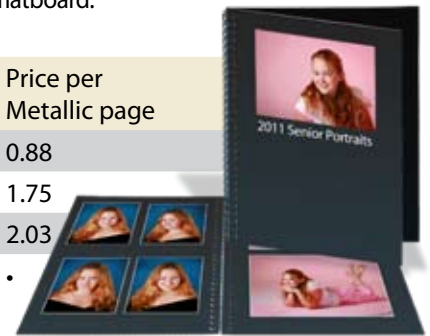 natboard.
Price per
Metallic page
0.88
1.75
2.03
•
2011 Senior Portraits